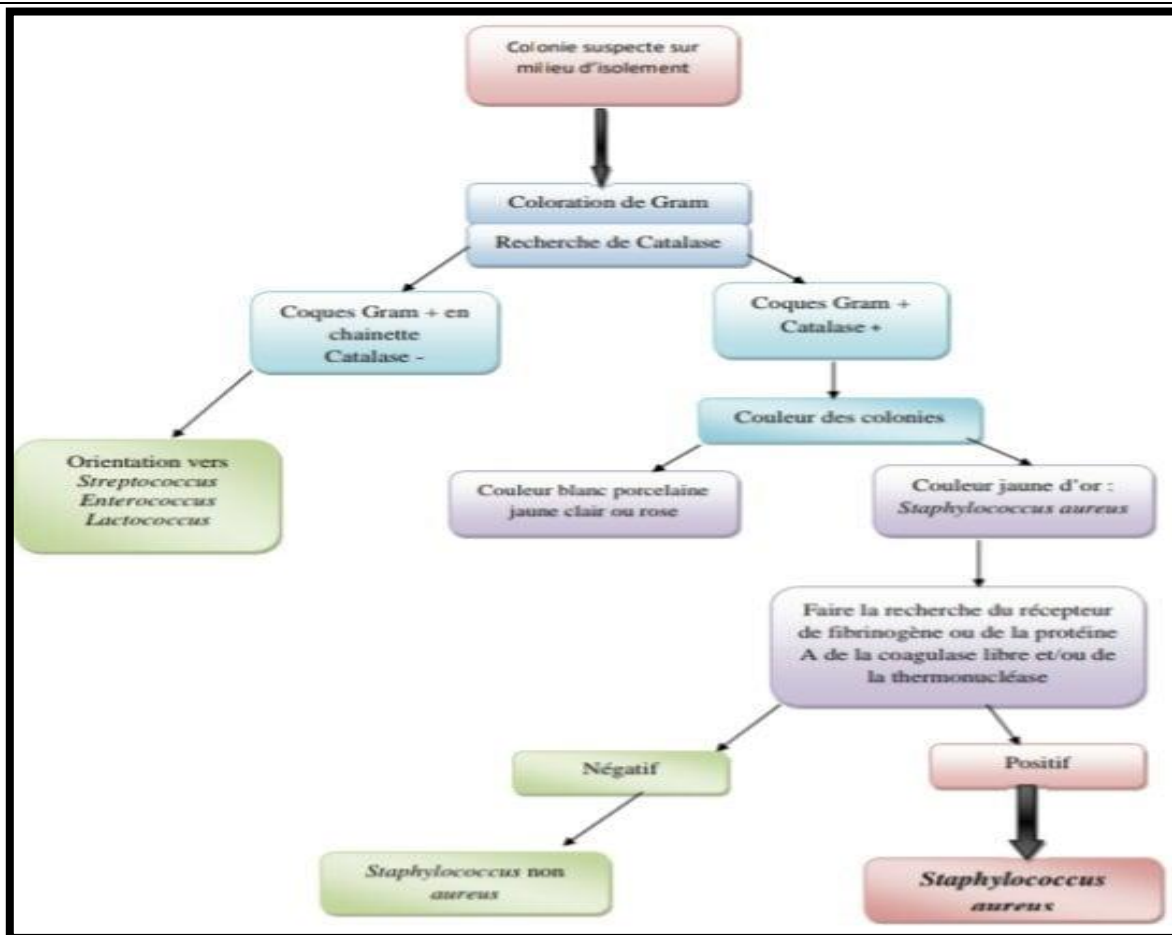 Colonie suspecte sur
milieu d'isolement
Coloration de Gram
Recherche de Catalase
Coques Gram + en
chainette
Catalase -
Coques Gram +
Catalase +
Couleur des colonies
Orientation vers
Streptococcus
Enterococcus
Lactococcus
Couleur blanc porcelaine
jaune clair ou rose
Couleur jaune d'or :
Staphylococcus aureus
Faire la recherche du récepteur
de fibrinogène ou de la protéine
A de la coagulase libre et/ou de
la thermonucléase
Négatif
Positif
Staphylococcus non
aureus
Staphylococcus
aureus